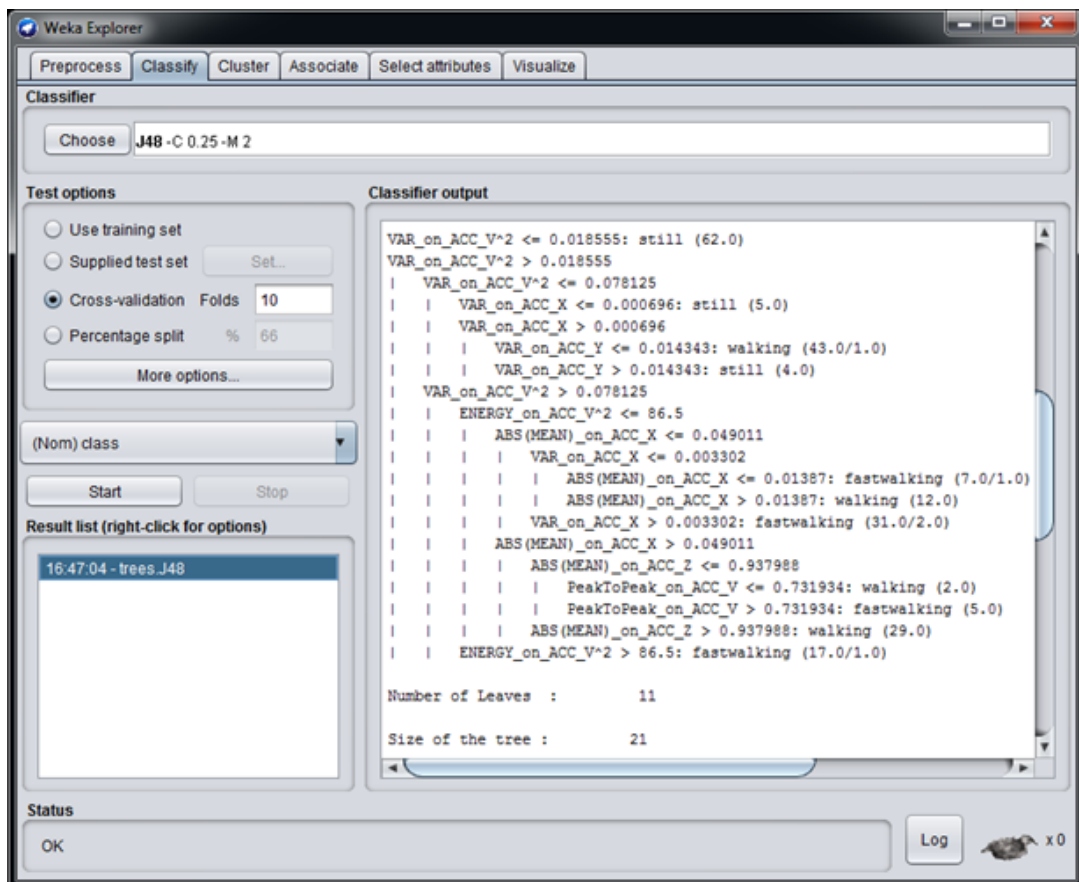 Weka Explorer
Preprocess Classify Cluster Associate Select attributes Visualize
Classifier
Choose J48 -C 0.25 -M 2
Test options
Use training set
Supplied test set Set...
Cross-validation Folds 10
Percentage split % 66
More options...
(Nom) class
Start Stop
Result list (right-click for options)
16:47:04 - trees.J48
Classifier output
VAR_on_ACC_V^2 <= 0.018555: still (62.0)
VAR_on_ACC_V^2 > 0.018555
| VAR_on_ACC_V^2 <= 0.078125
| | VAR_on_ACC_X <= 0.000696: still (5.0)
| | VAR_on_ACC_X > 0.000696
| | | VAR_on_ACC_Y <= 0.014343: walking (43.0/1.0)
| | | VAR_on_ACC_Y > 0.014343: still (4.0)
| VAR_on_ACC_V^2 > 0.078125
| | ENERGY_on_ACC_V^2 <= 86.5
| | | ABS(MEAN)_on_ACC_X <= 0.049011
| | | | VAR_on_ACC_X <= 0.003302
| | | | | ABS(MEAN)_on_ACC_X <= 0.01387: fastwalking (7.0/1.0)
| | | | | ABS(MEAN)_on_ACC_X > 0.01387: walking (12.0)
| | | | VAR_on_ACC_X > 0.003302: fastwalking (31.0/2.0)
| | | ABS(MEAN)_on_ACC_X > 0.049011
| | | | ABS(MEAN)_on_ACC_Z <= 0.937988
| | | | | PeakToPeak_on_ACC_V <= 0.731934: walking (2.0)
| | | | | PeakToPeak_on_ACC_V > 0.731934: fastwalking (5.0)
| | | | ABS(MEAN)_on_ACC_Z > 0.937988: walking (29.0)
| | ENERGY_on_ACC_V^2 > 86.5: fastwalking (17.0/1.0)
Number of Leaves : 11
Size of the tree : 21
Status
OK
Log x 0